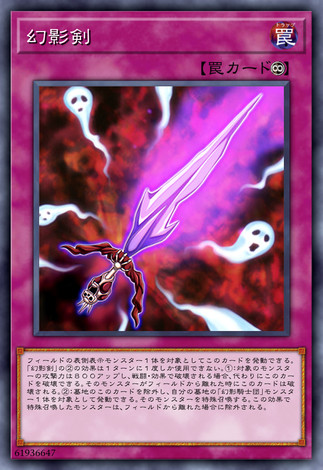 幻影剣
トラップ
罠
【罠カード】
フィールドの表側表示モンスター1体を対象としてこのカードを発動できる。
「幻影剣」の②の効果は1ターンに1度しか使用できない。①:対象のモンスタ
ーの攻撃力は800アップし、戦闘・効果で破壊される場合、代わりにこのカー
ドを破壊できる。そのモンスターがフィールドから離れた時にこのカードは破
壊される。②:墓地のこのカードを除外し、自分の墓地の「幻影騎士団」モンス
ター1体を対象として発動できる。そのモンスターを特殊召喚する。この効果で
特殊召喚したモンスターは、フィールドから離れた場合に除外される。
61936647